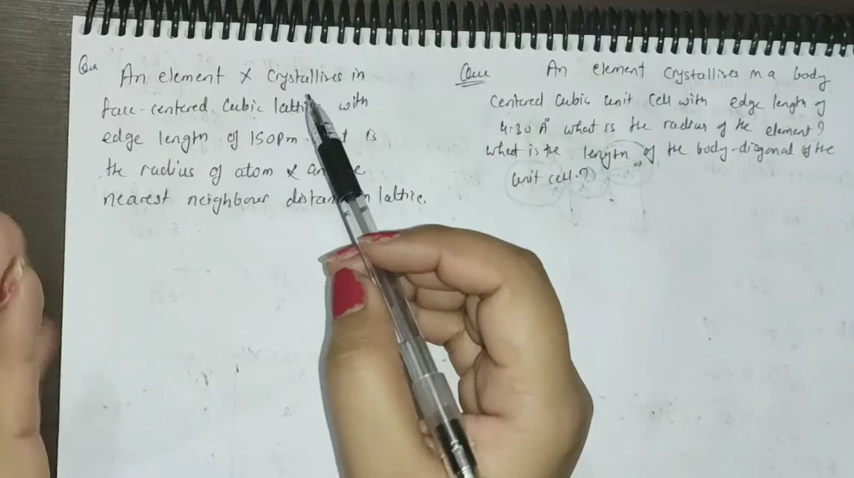 Qu An element X Crystallises in
face-centered Cubic with
edge length of 150pm is
the radius of atom &
nearest neighbour lattice.
Que An element Crystallises in a body
Centered Cubic unit cell with edge length of
4.30 A° what is the radius of the element?
what is the length of the body-diagonal of the
unit cell.?